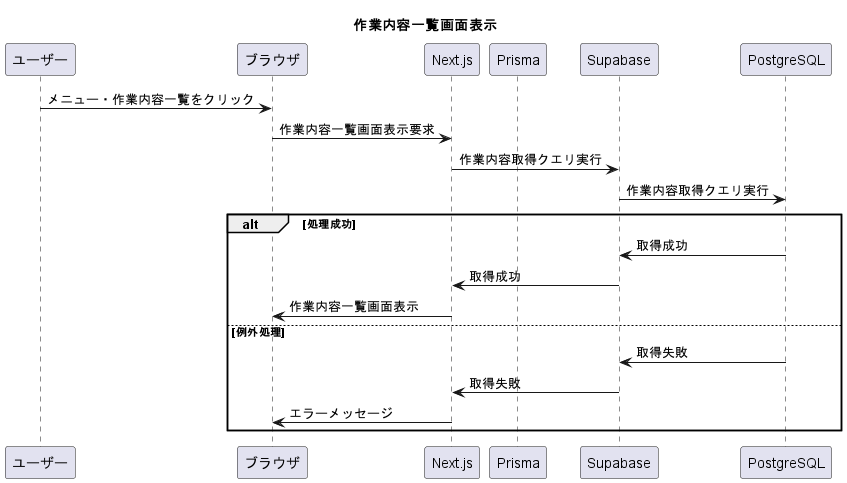 作業内容一覧画面表示
ユーザー ブラウザ Next.js Prisma Supabase PostgreSQL
メニュー・作業内容一覧をクリック
作業内容一覧画面表示要求
作業内容取得クエリ実行
作業内容取得クエリ実行
alt [処理成功]
取得成功
取得成功
作業内容一覧画面表示
[例外処理]
取得失敗
取得失敗
エラーメッセージ
ユーザー ブラウザ Next.js Prisma Supabase PostgreSQL